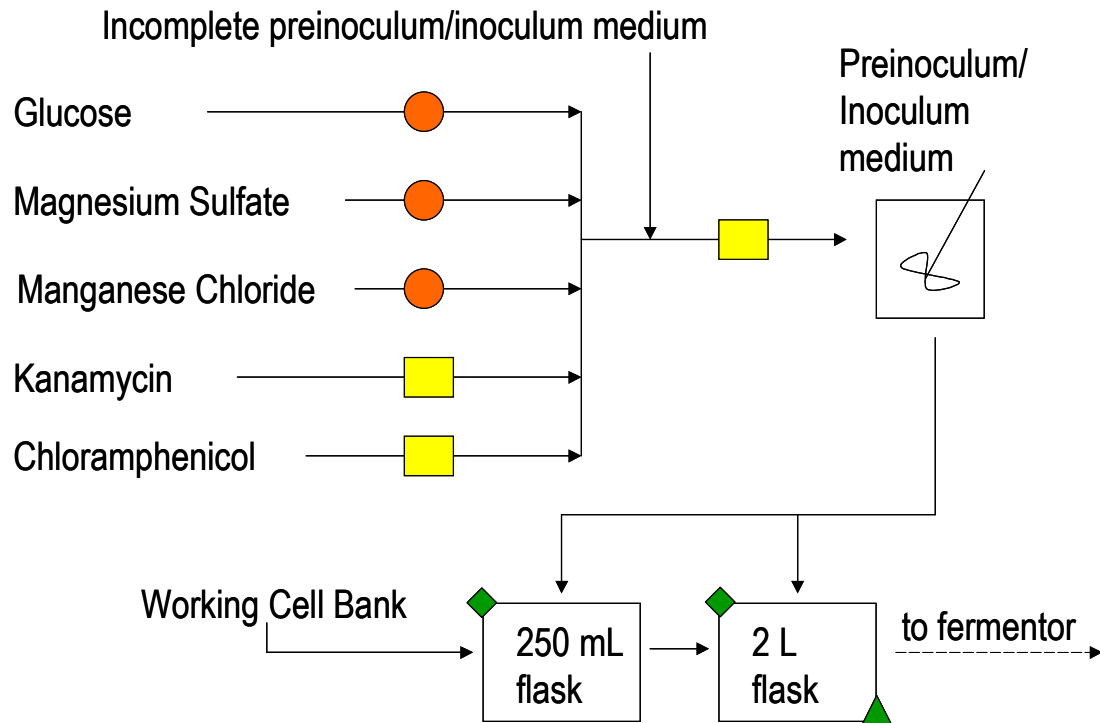 Incomplete preinoculum/inoculum medium
Preinoculum/
Inoculum
medium
Glucose
Magnesium Sulfate
Manganese Chloride
Kanamycin
Chloramphenicol
Working Cell Bank
250 mL
flask
2 L
flask
to fermentor